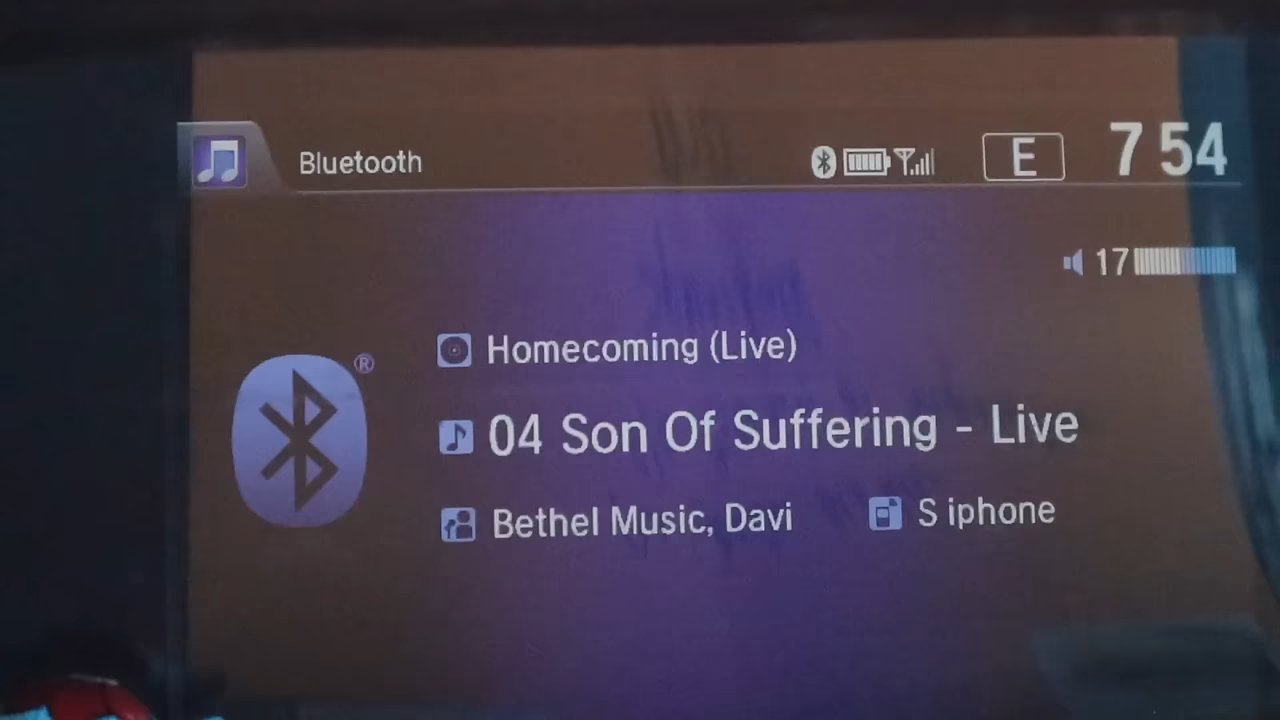 Bluetooth E 7 54
17
®
Homecoming (Live)
04 Son Of Suffering - Live
Bethel Music, Davi S iphone